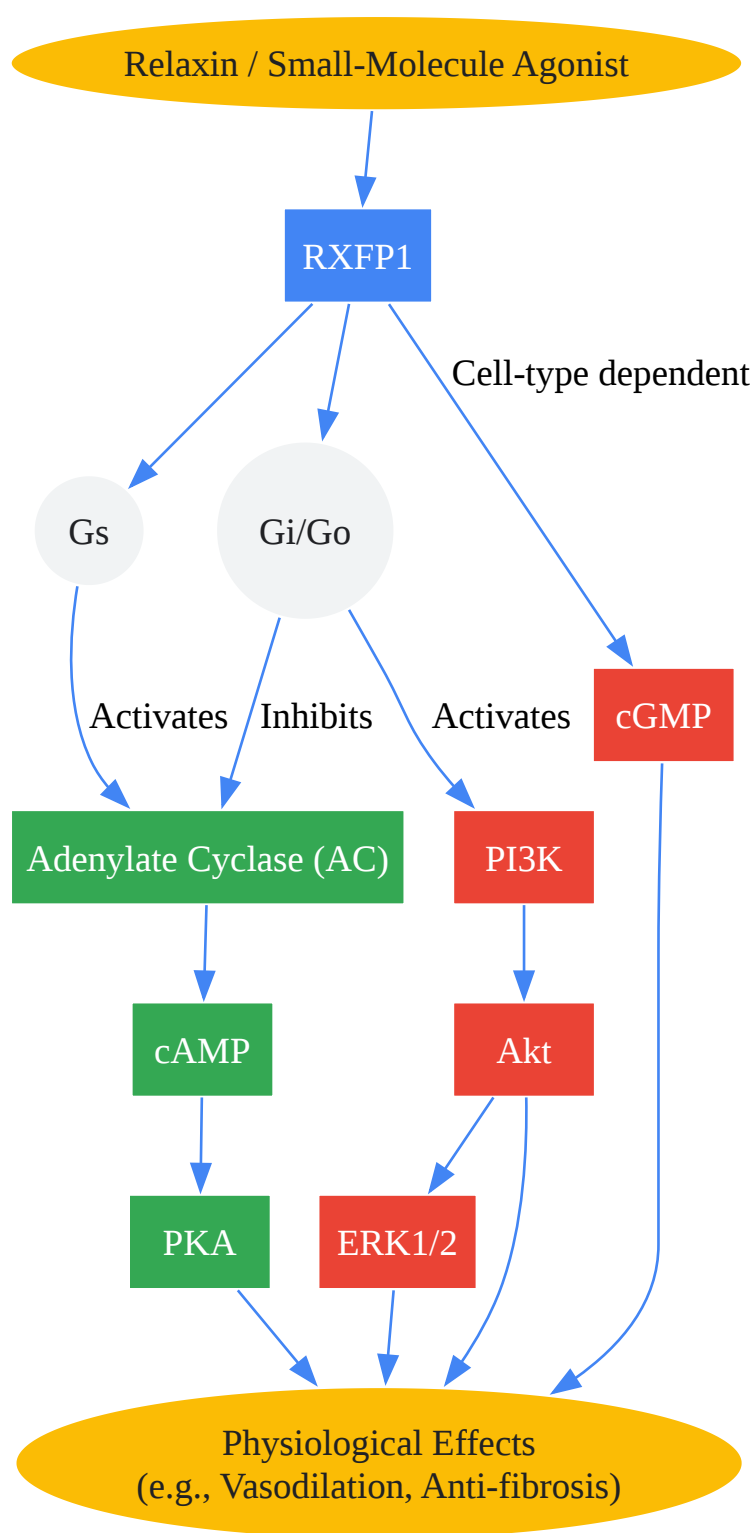 Relaxin / Small-Molecule Agonist
RXFP1
Cell-type dependent
Gs
Gi/Go
Activates
Inhibits
Activates
cGMP
Adenylate Cyclase (AC)
PI3K
cAMP
Akt
PKA
ERK1/2
Physiological Effects
(e.g., Vasodilation, Anti-fibrosis)